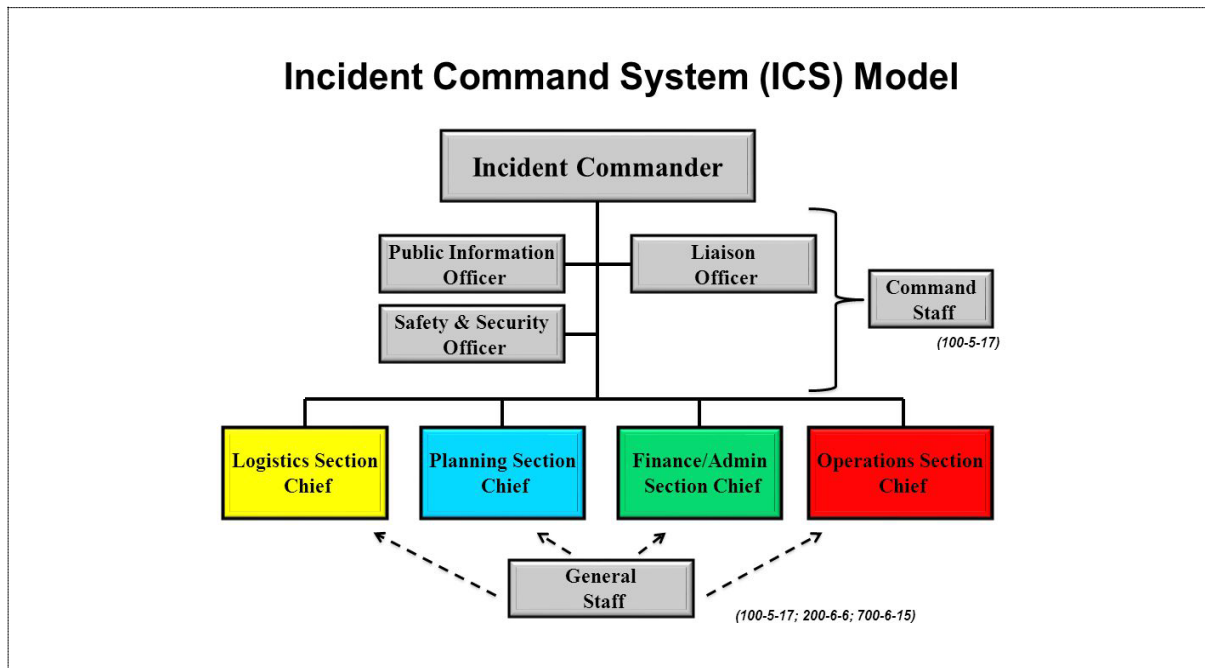 Incident Command System (ICS) Model
Incident Commander
Public Information
Officer
Liaison
Officer
Safety & Security
Officer
Command
Staff
(100-5-17)
Logistics Section
Chief
Planning Section
Chief
Finance/Admin
Section Chief
Operations Section
Chief
General
Staff
(100-5-17; 200-6-6; 700-6-15)